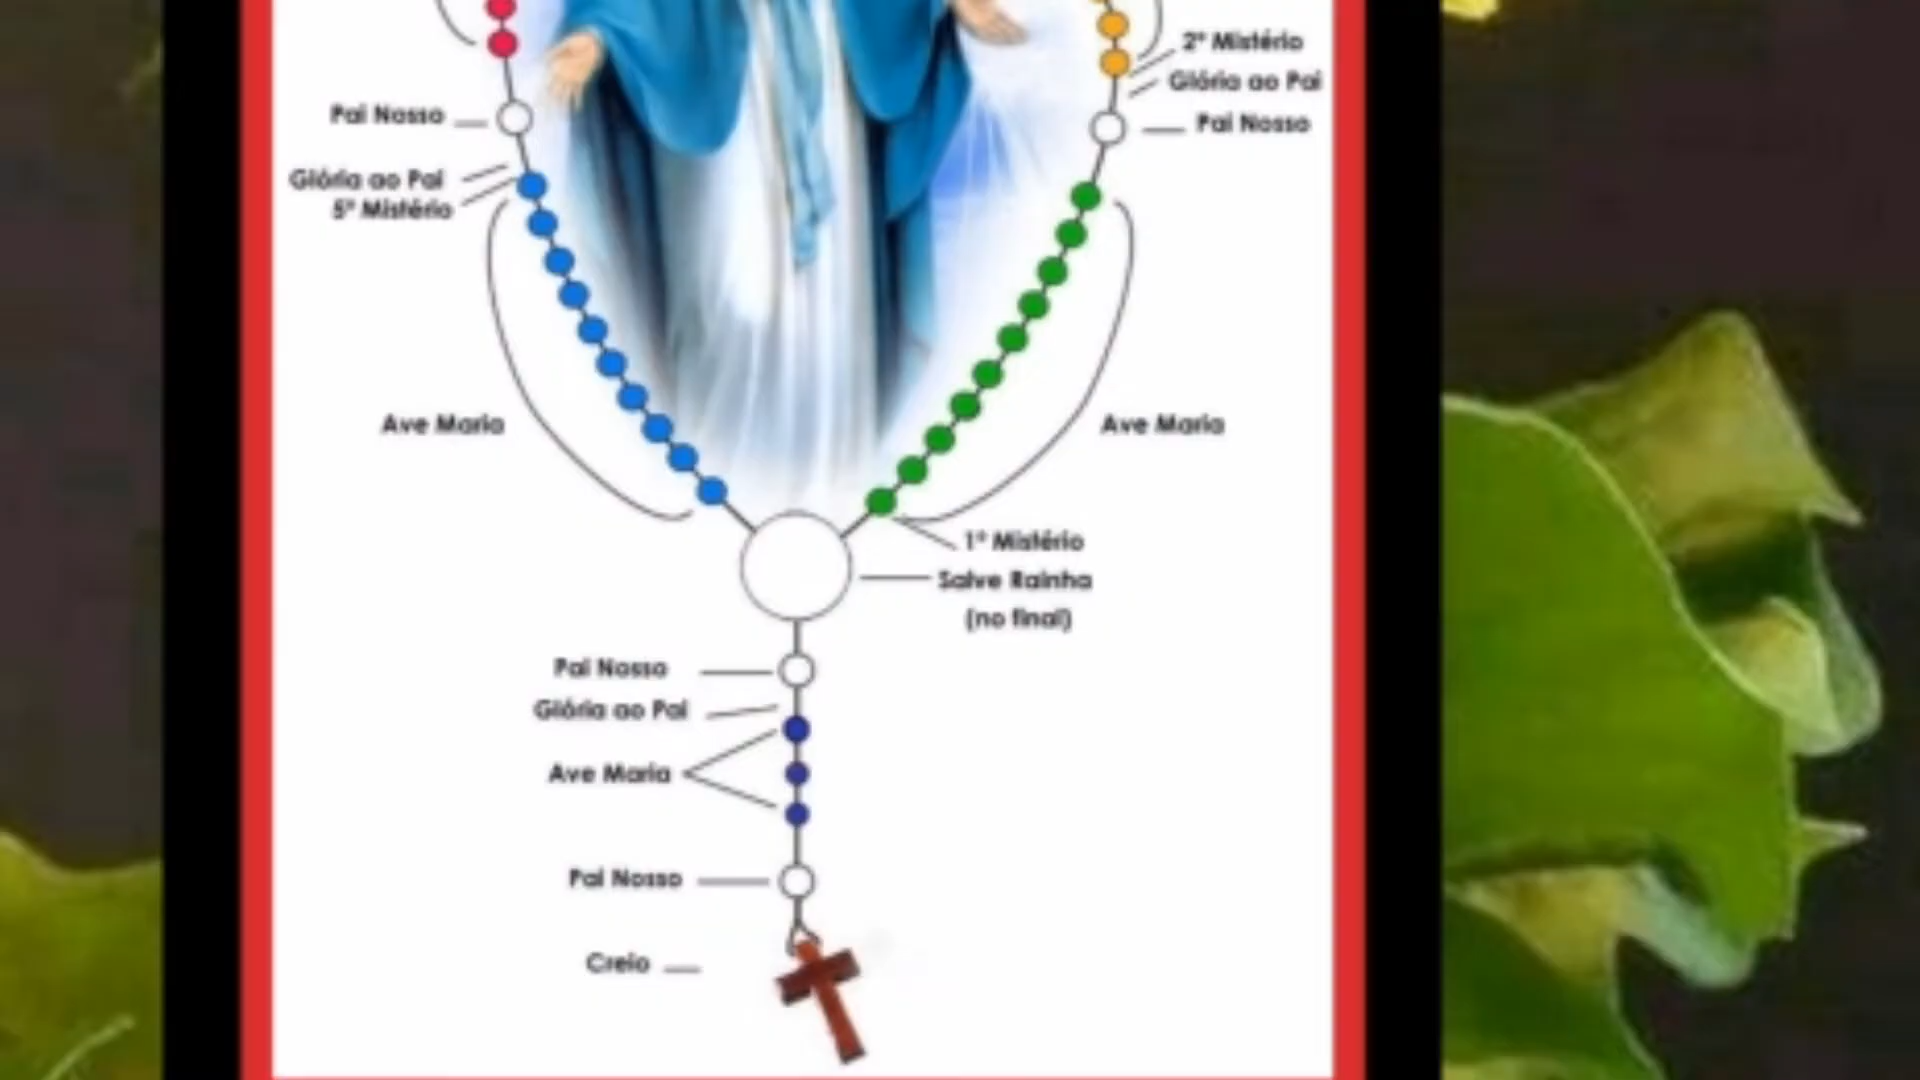 2º Mistério
Glória ao Pai
Pai Nosso
Pai Nosso
Glória ao Pai
5º Mistério
Ave Maria
Ave Maria
1º Mistério
Salve Rainha
(no final)
Pai Nosso
Glória ao Pai
Ave Maria
Pai Nosso
Creio